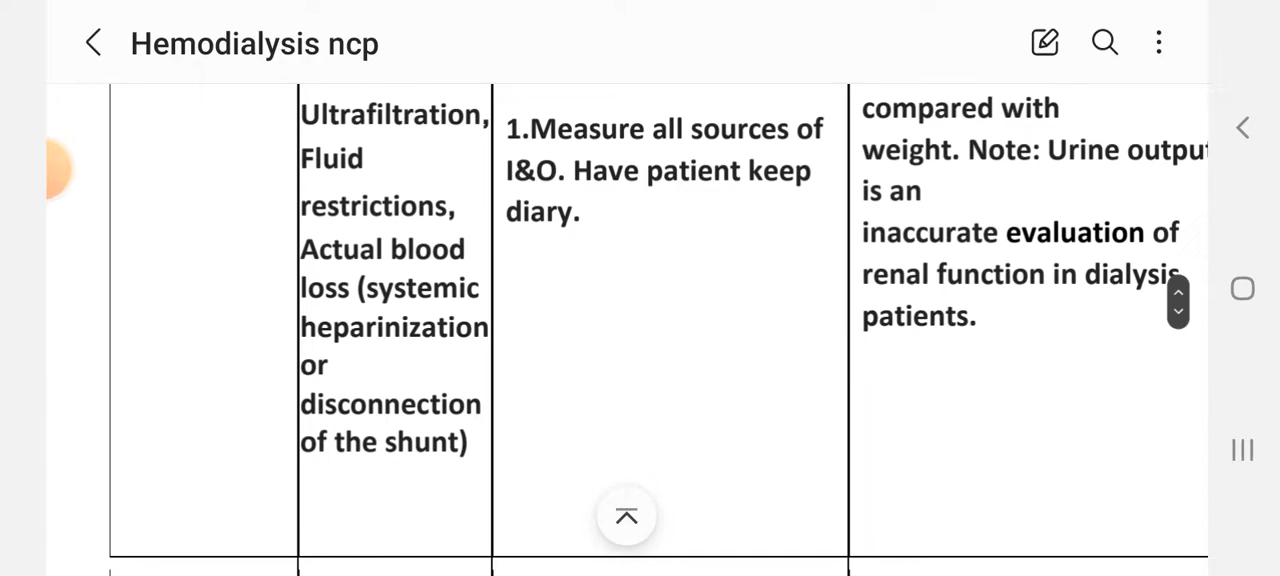 Hemodialysis ncp
Ultrafiltration,
Fluid
restrictions,
Actual blood
loss (systemic
heparinization
or
disconnection
of the shunt)
1.Measure all sources of
I&O. Have patient keep
diary.
compared with
weight. Note: Urine output
is an
inaccurate evaluation of
renal function in dialysis
patients.